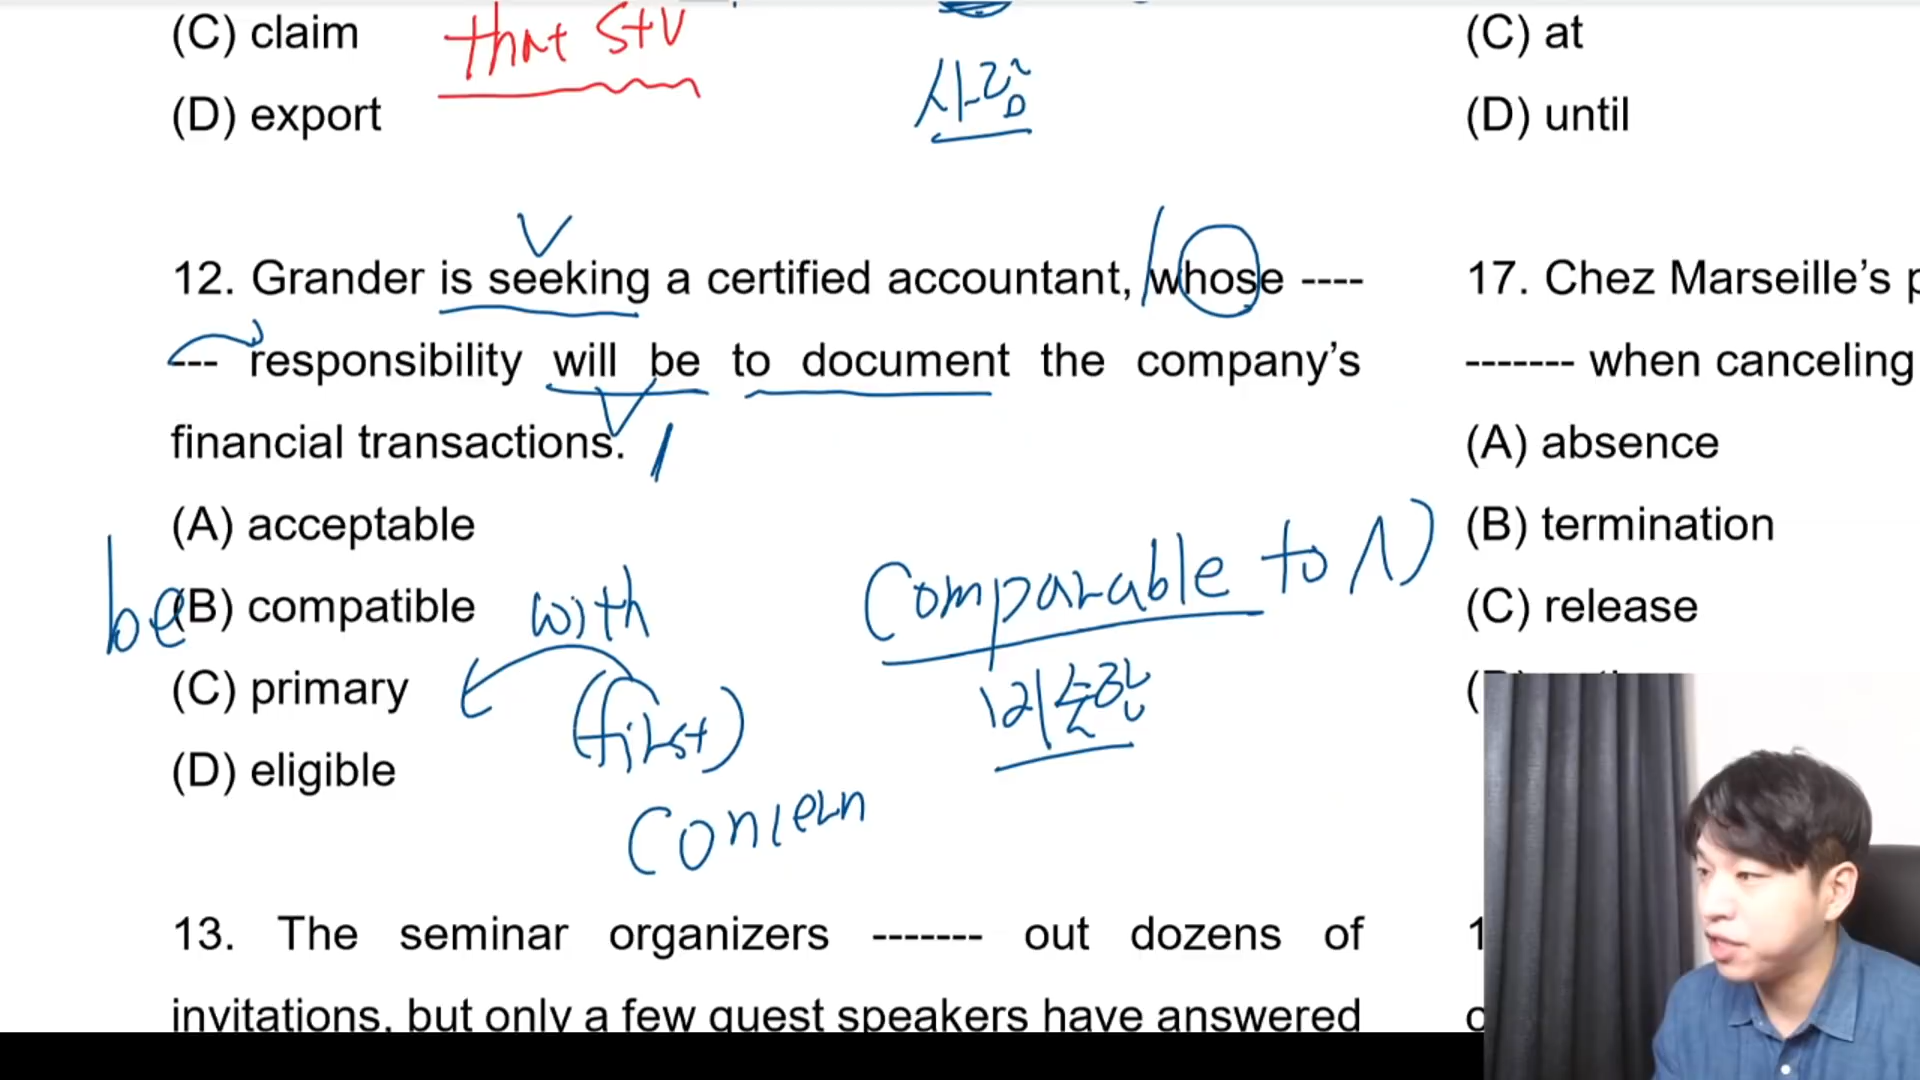 (C) claim
that S+V
(D) export
사람
(C) at
(D) until
12. Grander is seeking a certified accountant, whose ----
--- responsibility will be to document the company's
financial transactions.
(A) acceptable
be (B) compatible with
(C) primary (first)
(D) eligible
concern
comparable to N
비슷한
13. The seminar organizers ------- out dozens of
invitations, but only a few guest speakers have answered
17. Chez Marseille's
------- when canceling
(A) absence
(B) termination
(C) release